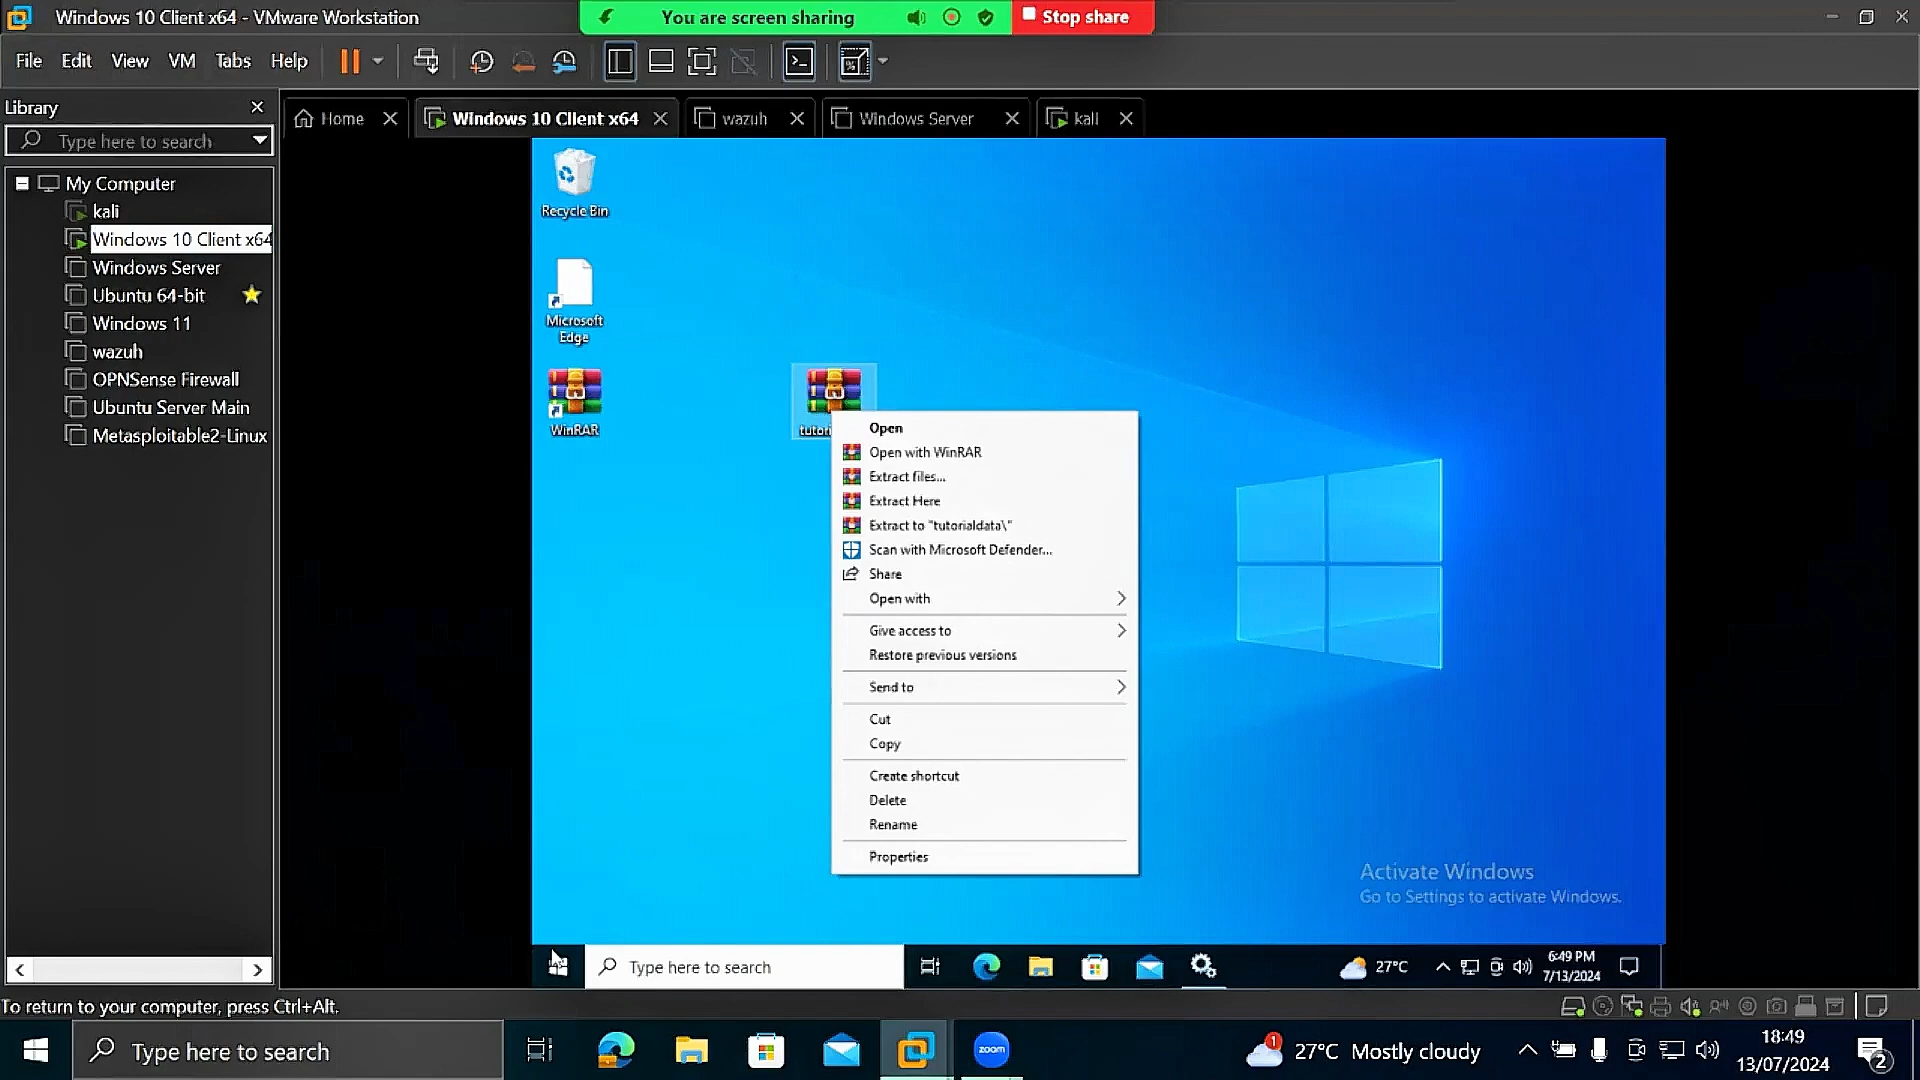 Windows 10 Client x64 - VMware Workstation
You are screen sharing
Stop share
File Edit View VM Tabs Help
Library
Type here to search
My Computer
kali
Windows 10 Client x64
Windows Server
Ubuntu 64-bit
Windows 11
wazuh
OPNSense Firewall
Ubuntu Server Main
Metasploitable2-Linux
Home
Windows 10 Client x64
wazuh
Windows Server
kali
Recycle Bin
Microsoft
Edge
WinRAR
Open
Open with WinRAR
Extract files...
Extract Here
Extract to "tutorialdata\"
Scan with Microsoft Defender...
Share
Open with
Give access to
Restore previous versions
Send to
Cut
Copy
Create shortcut
Delete
Rename
Properties
Activate Windows
Go to Settings to activate Windows.
Type here to search
27°C
6:49 PM
7/13/2024
To return to your computer, press Ctrl+Alt.
Type here to search
zoom
1
27°C Mostly cloudy
18:49
13/07/2024
2